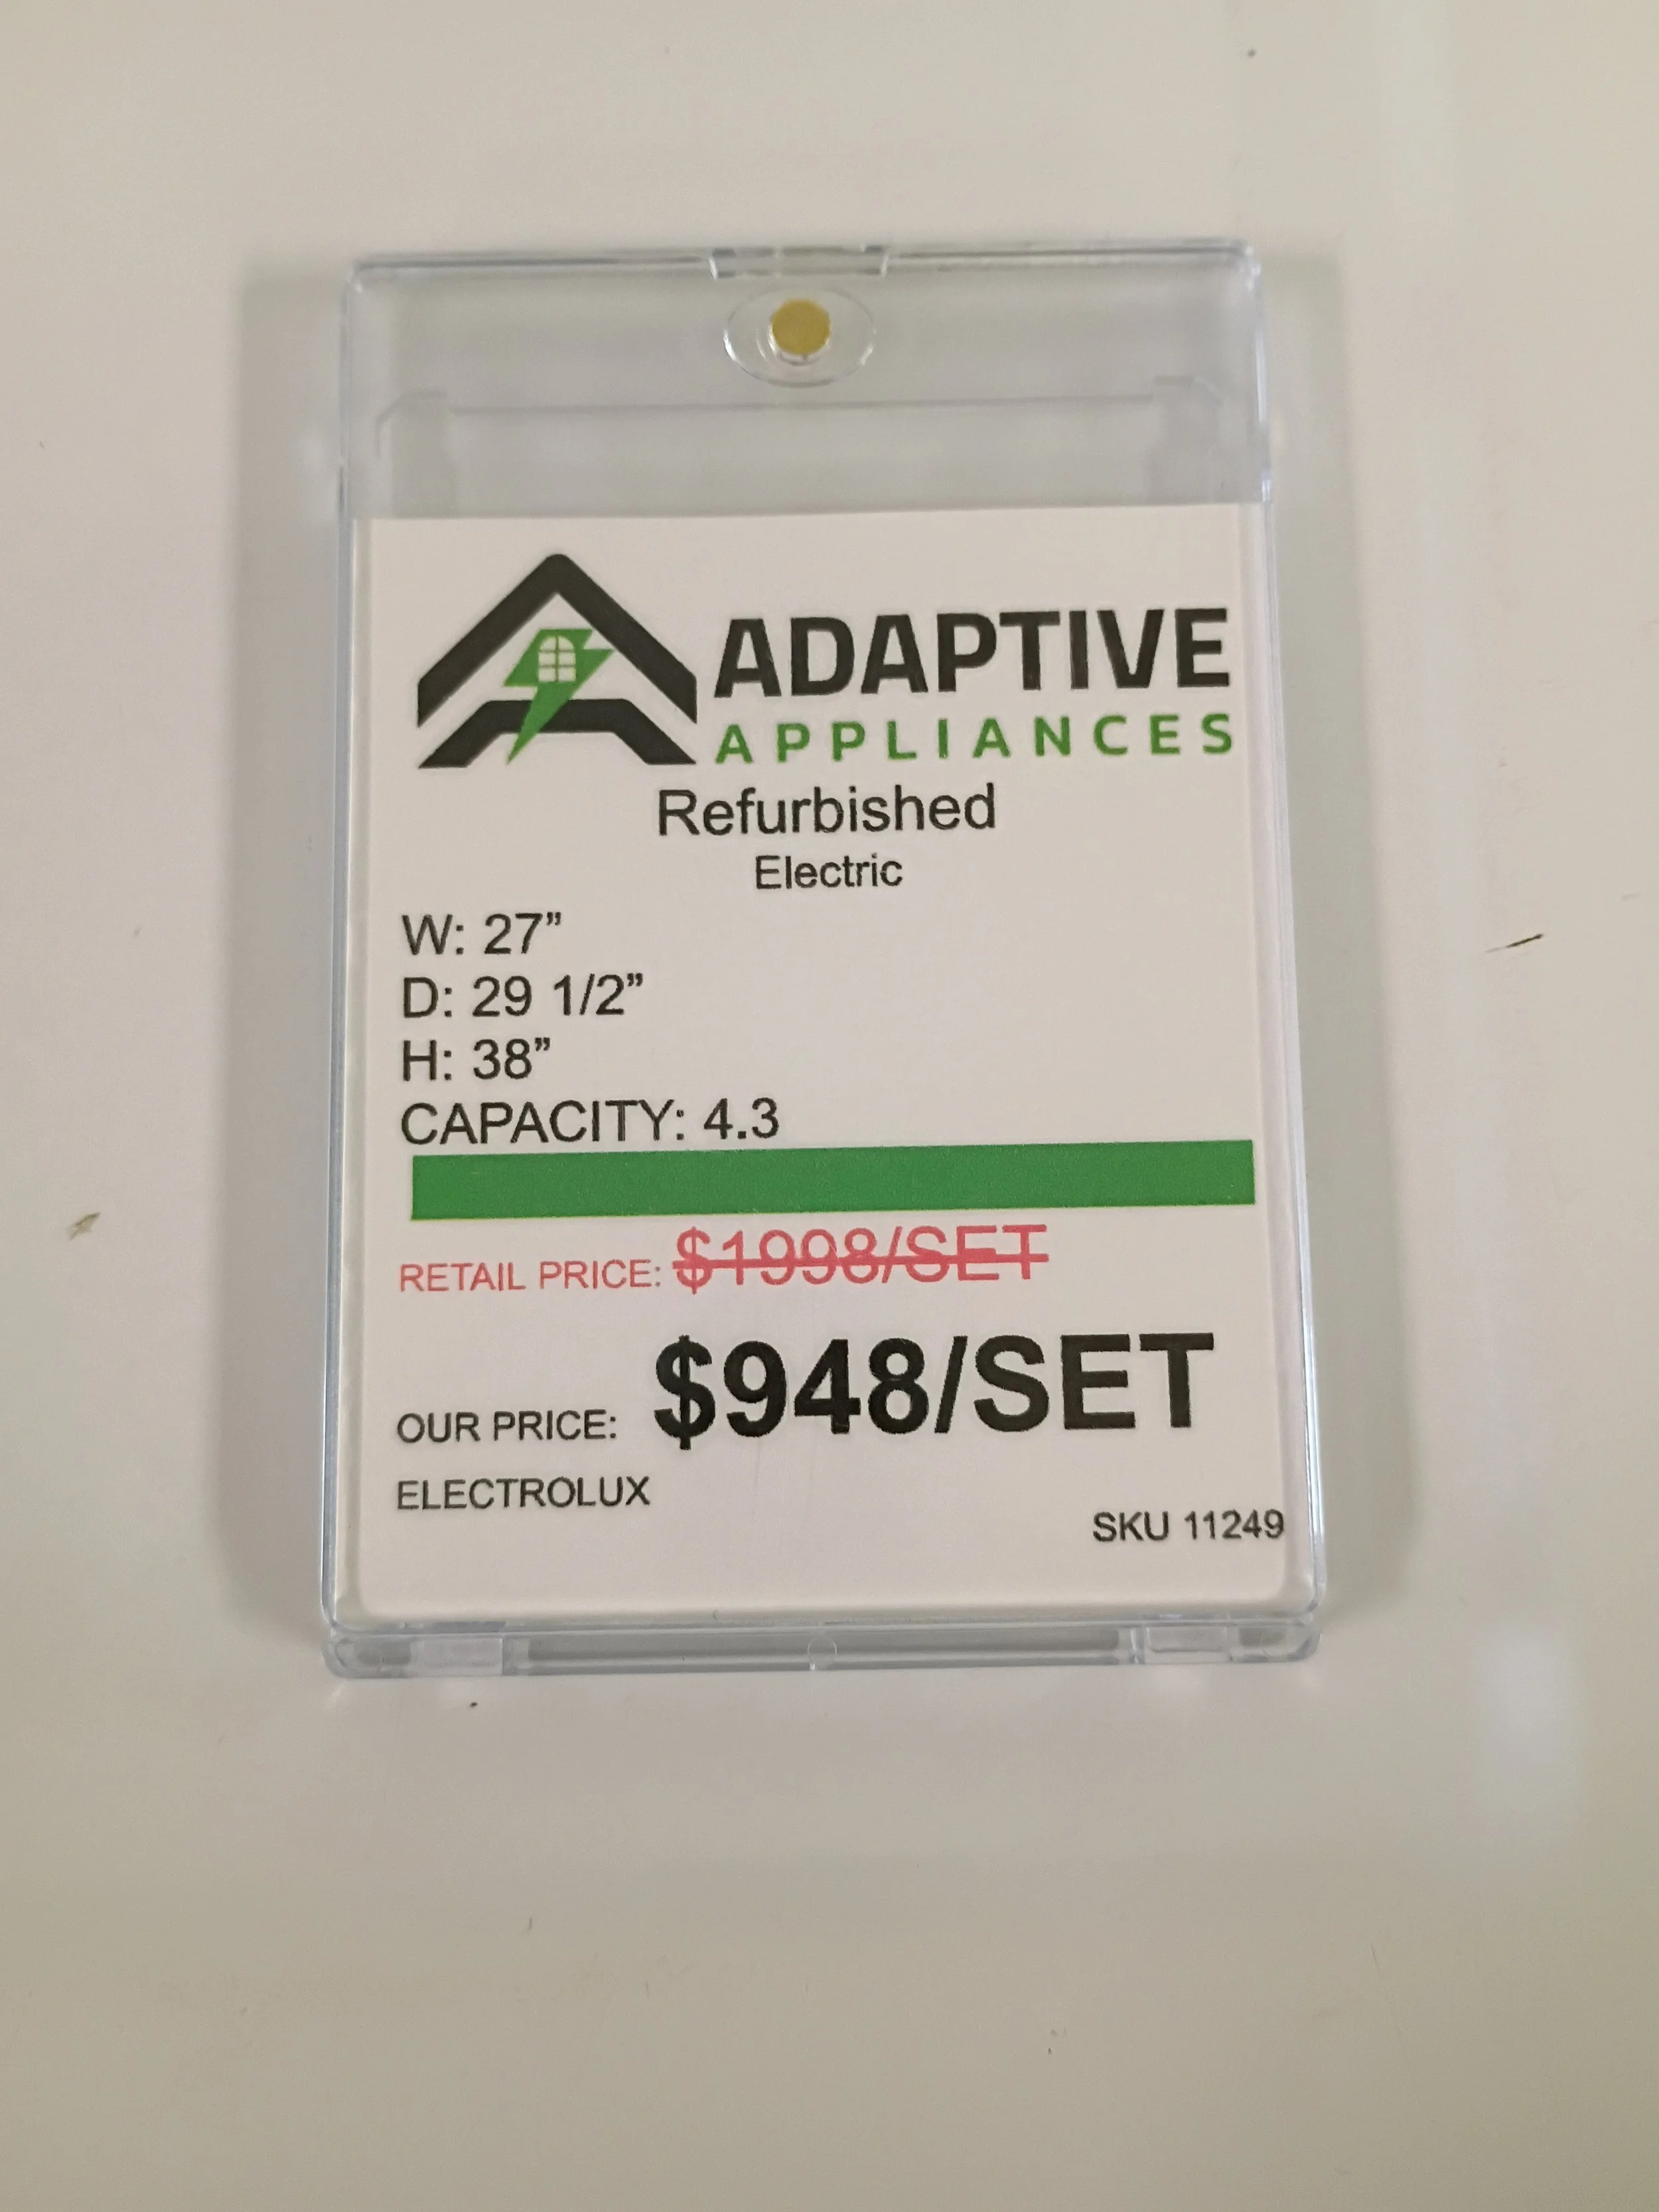 ADAPTIVE
APPLIANCES
Refurbished
Electric
W: 27”
D: 29 1/2”
H: 38”
CAPACITY: 4.3
RETAIL PRICE: $1998/SET
OUR PRICE: $948/SET
ELECTROLUX
SKU 11249